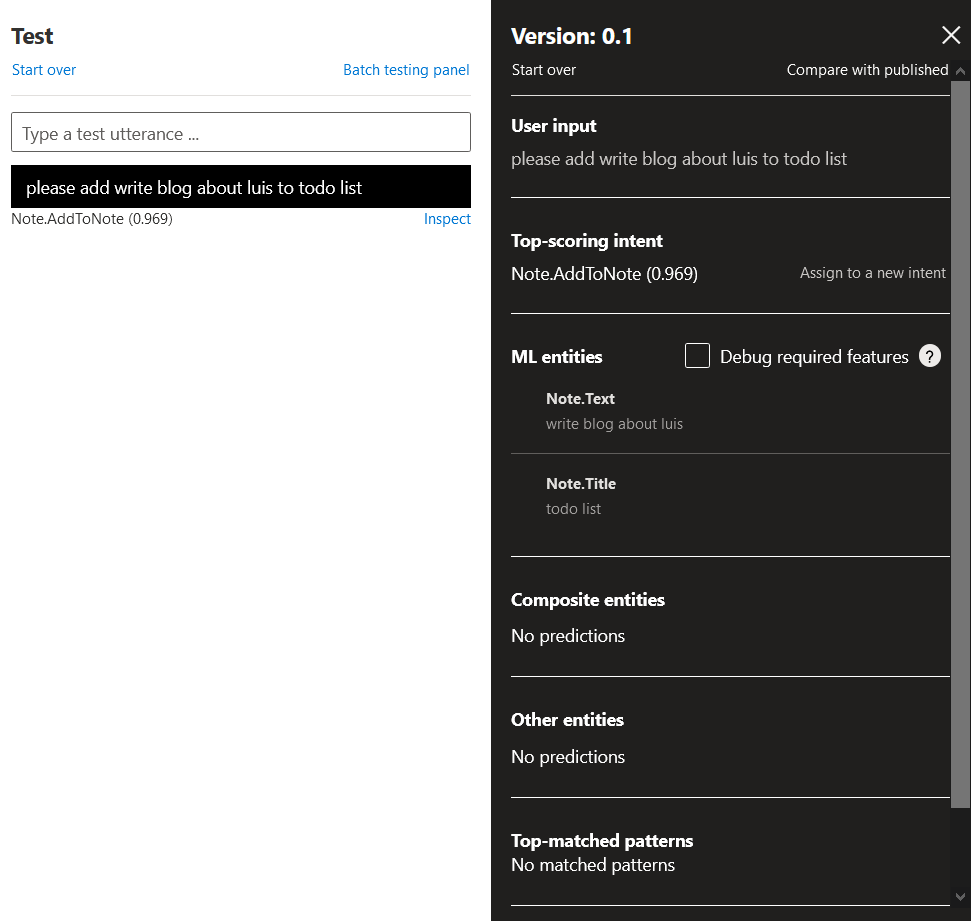 Test
Start over
Batch testing panel
Type a test utterance ...
please add write blog about luis to todo list
Note.AddToNote (0.969)
Inspect
Version: 0.1
Start over
Compare with published
User input
please add write blog about luis to todo list
Top-scoring intent
Note.AddToNote (0.969)
Assign to a new intent
ML entities
Debug required features
?
Note.Text
write blog about luis
Note.Title
todo list
Composite entities
No predictions
Other entities
No predictions
Top-matched patterns
No matched patterns